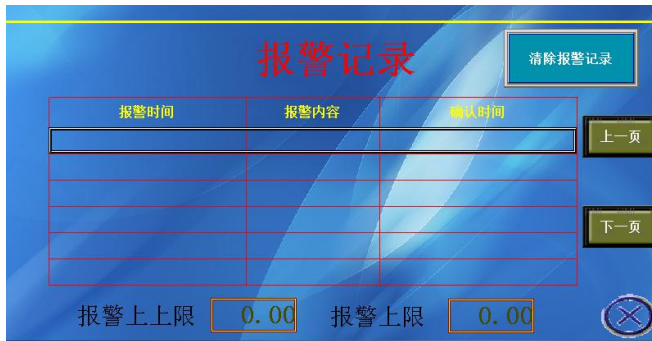 报警记录
清除报警记录
报警时间 报警内容 确认时间
上一页
下一页
报警上上限 0.00 报警上限 0.00